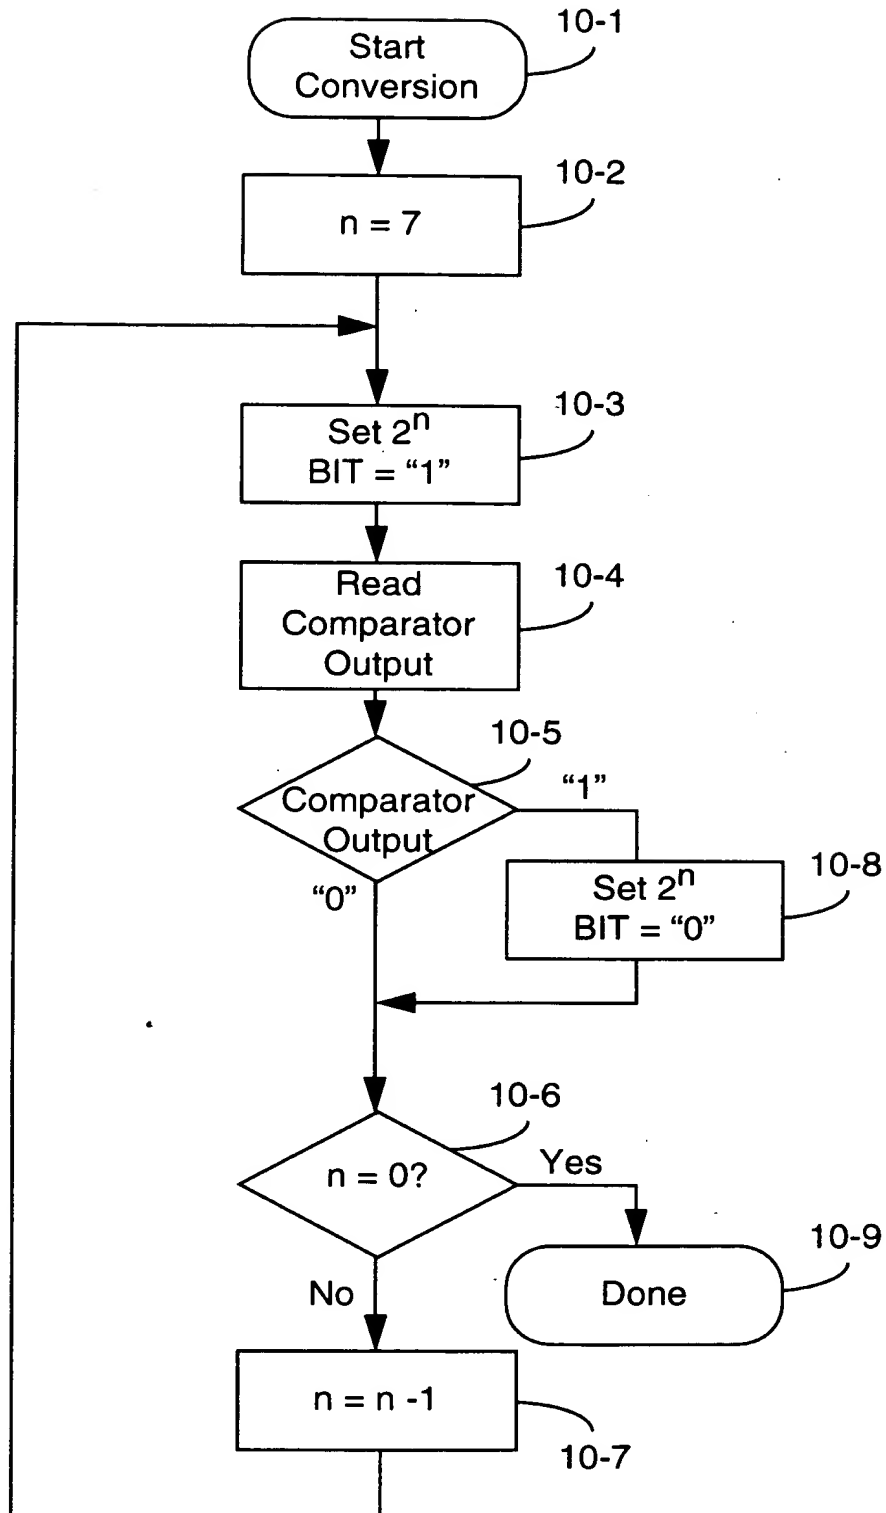 10-1
Start
Conversion
10-2
n = 7
10-3
Set 2^n
BIT = “1”
10-4
Read
Comparator
Output
10-5
Comparator
Output
“1”
“0”
10-8
Set 2^n
BIT = “0”
10-6
n = 0?
Yes
No
10-9
Done
n = n -1
10-7